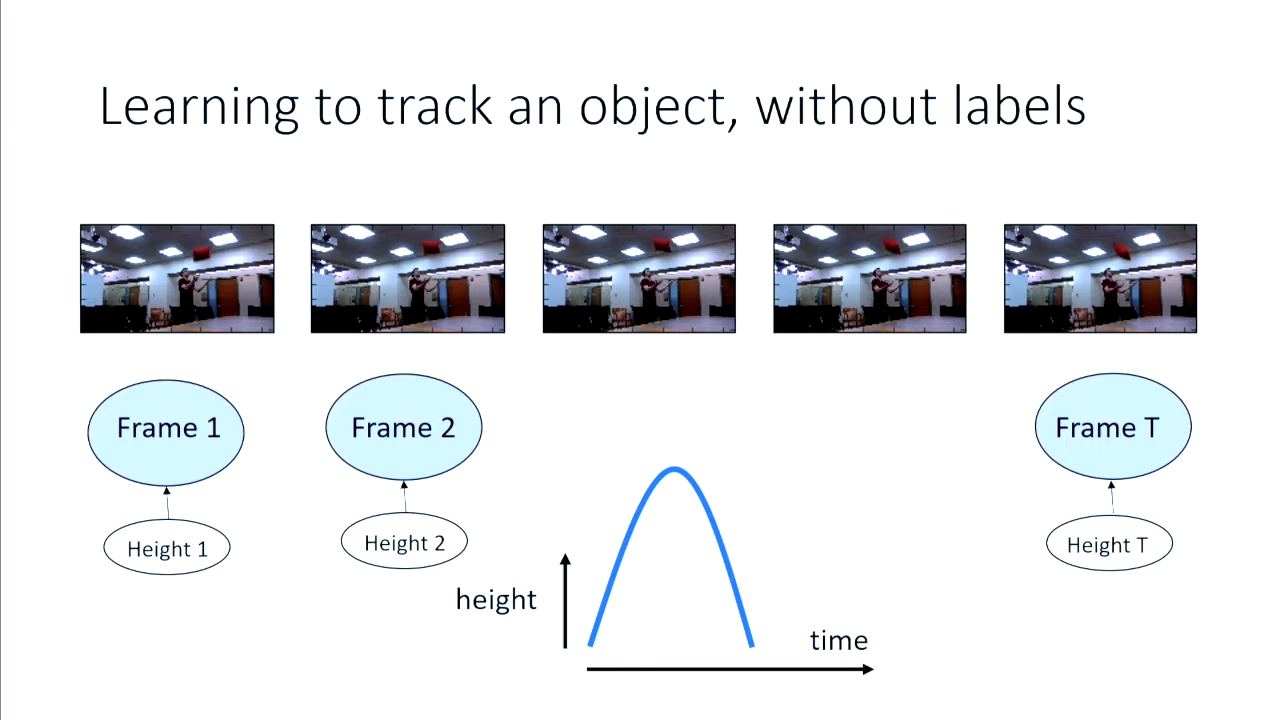 Learning to track an object, without labels
Frame 1
Frame 2
Frame T
Height 1
Height 2
Height T
height
time